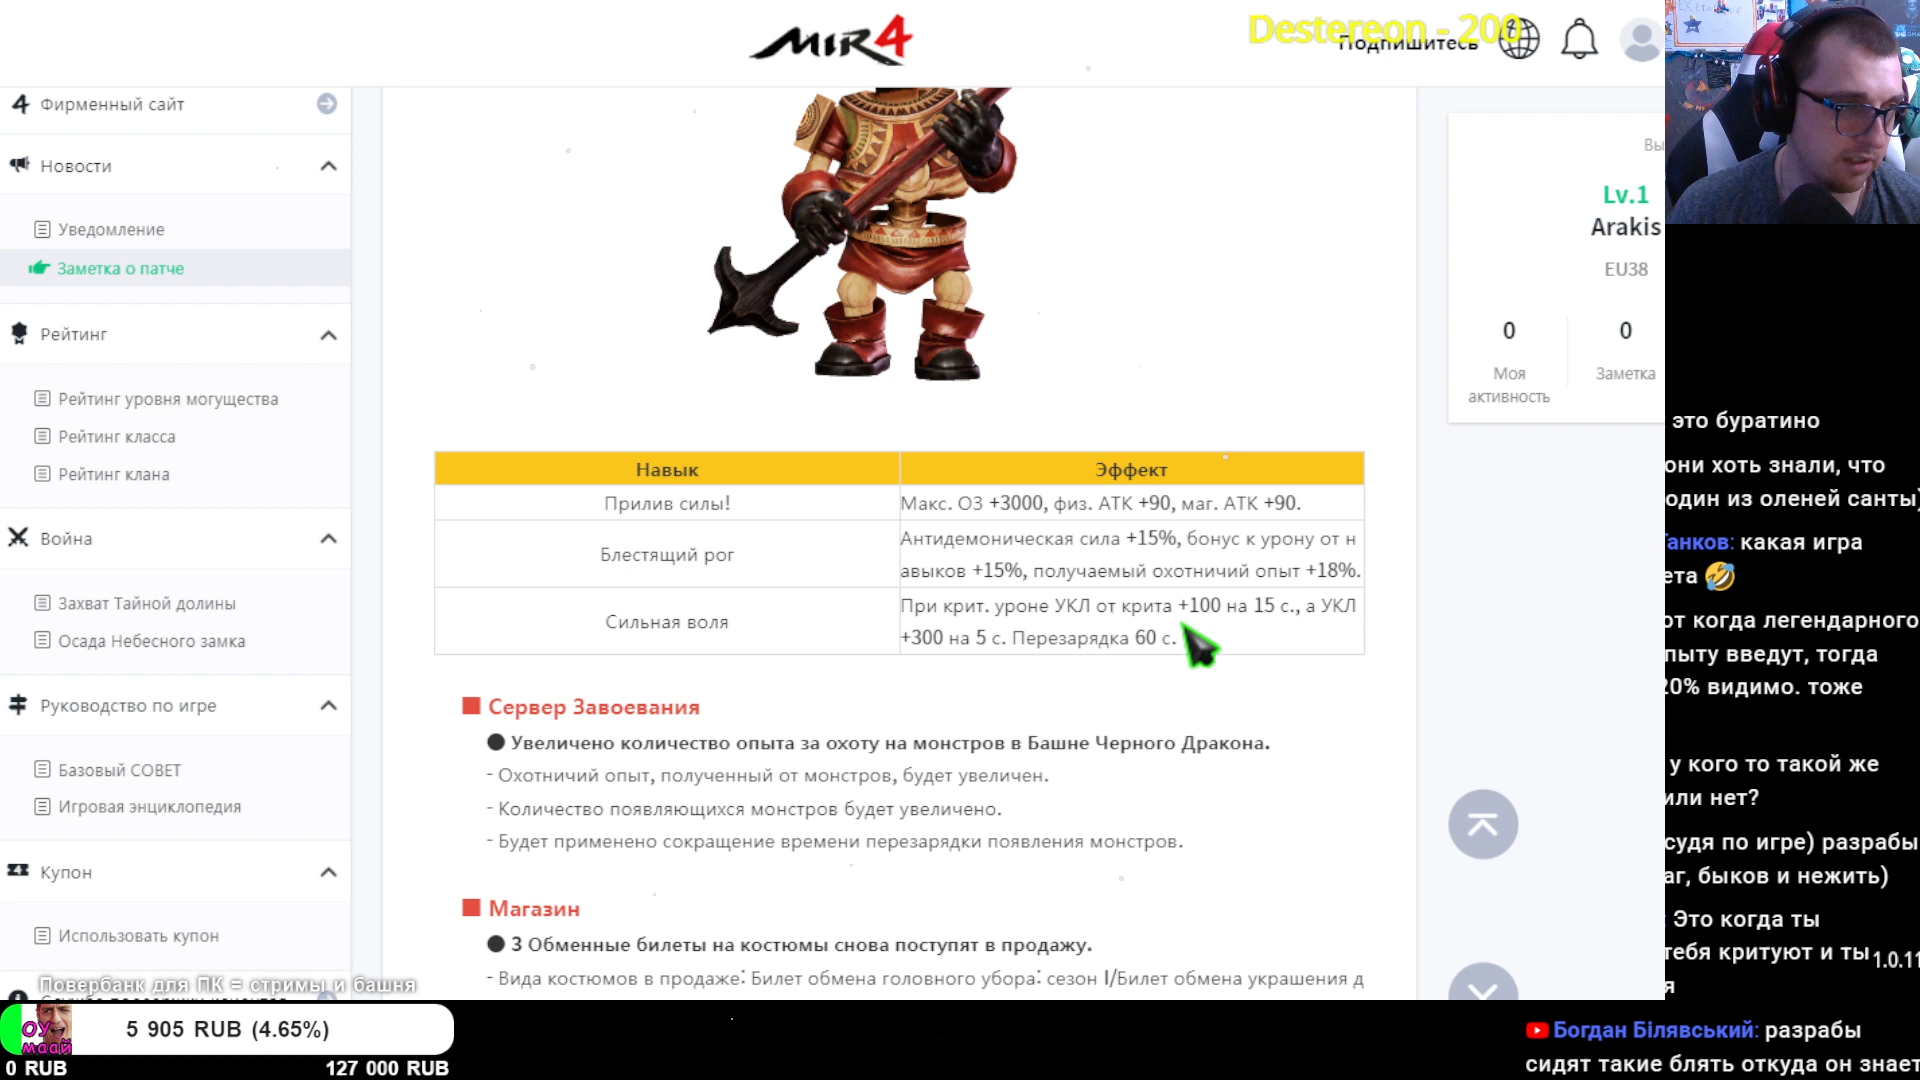 MIR4
Destereon - 200
Подпишитесь
Фирменный сайт
Новости
Уведомление
Заметка о патче
Рейтинг
Рейтинг уровня могущества
Рейтинг класса
Рейтинг клана
Война
Захват Тайной долины
Осада Небесного замка
Руководство по игре
Базовый СОВЕТ
Игровая энциклопедия
Купон
Использовать купон
Повербанк для ПК = стримы и башня
ОУ
маай
5 905 RUB (4.65%)
0 RUB
127 000 RUB
Навык
Эффект
Прилив силы!
Макс. ОЗ +3000, физ. АТК +90, маг. АТК +90.
Блестящий рог
Антидемоническая сила +15%, бонус к урону от н
авыков +15%, получаемый охотничий опыт +18%.
Сильная воля
При крит. уроне УКЛ от крита +100 на 15 с., а УКЛ
+300 на 5 с. Перезарядка 60 с.
Сервер Завоевания
Увеличено количество опыта за охоту на монстров в Башне Черного Дракона.
- Охотничий опыт, полученный от монстров, будет увеличен.
- Количество появляющихся монстров будет увеличено.
- Будет применено сокращение времени перезарядки появления монстров.
Магазин
3 Обменные билеты на костюмы снова поступят в продажу.
- Вида костюмов в продаже: Билет обмена головного убора: сезон I/Билет обмена украшения д
Вы
Lv.1
Arakis
EU38
0
0
Моя
активность
Заметка
это буратино
они хоть знали, что
один из оленей санты)
Танков: какая игра
ета 🤣
от когда легендарного
пыту введут, тогда
20% видимо. тоже
у кого то такой же
или нет?
судя по игре) разрабы
аг, быков и нежить)
: Это когда ты
тебя критуют и ты
я
1.0.11
Богдан Білявський: разрабы
сидят такие блять откуда он знает